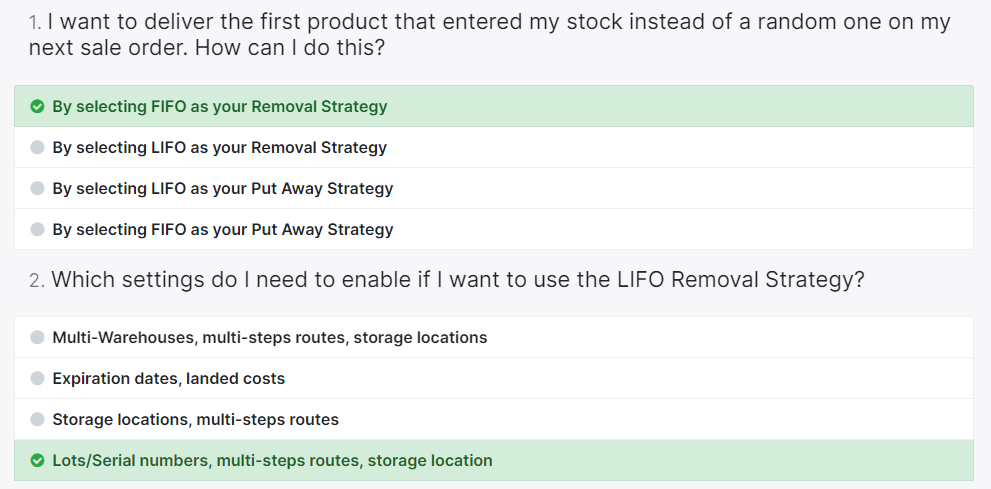 1. I want to deliver the first product that entered my stock instead of a random one on my
next sale order. How can I do this?
By selecting FIFO as your Removal Strategy
By selecting LIFO as your Removal Strategy
By selecting LIFO as your Put Away Strategy
By selecting FIFO as your Put Away Strategy
2. Which settings do I need to enable if I want to use the LIFO Removal Strategy?
Multi-Warehouses, multi-steps routes, storage locations
Expiration dates, landed costs
Storage locations, multi-steps routes
Lots/Serial numbers, multi-steps routes, storage location